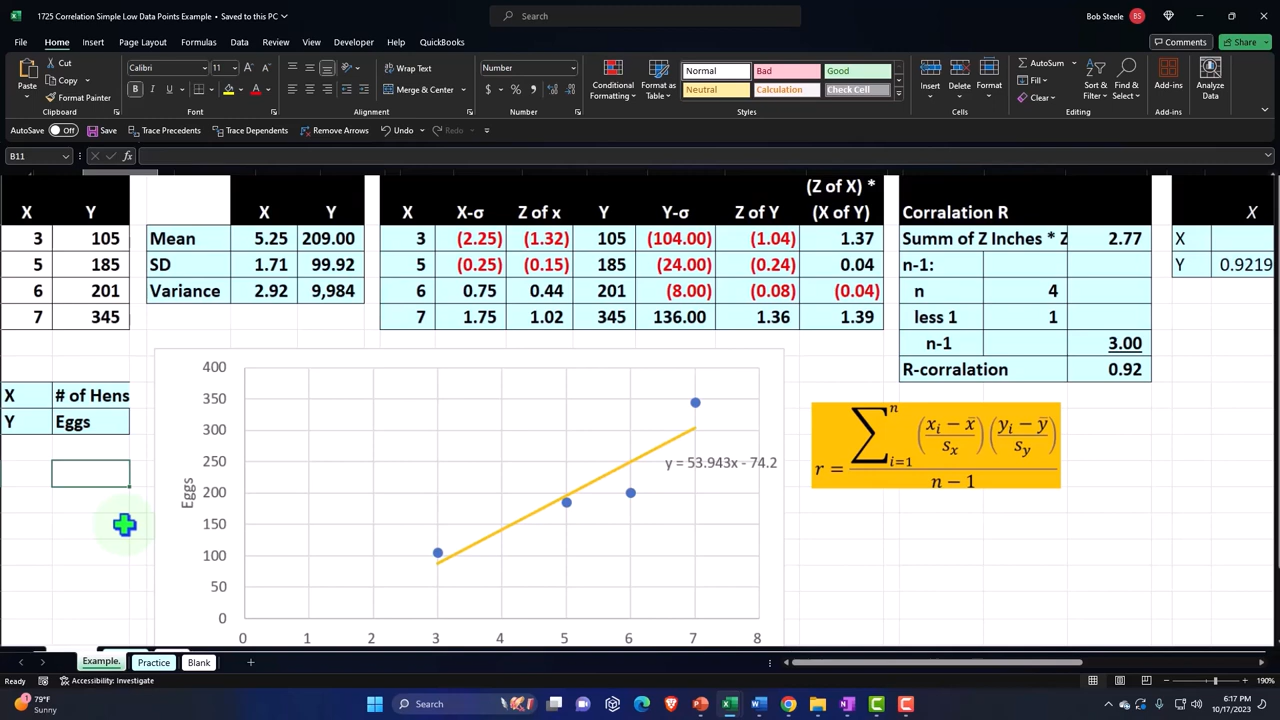 1725 Correlation Simple Low Data Points Example • Saved to this PC
Search
Bob Steele BS
File Home Insert Page Layout Formulas Data Review View Developer Help QuickBooks Comments Share
Paste Cut Copy Format Painter
Calibri 11
Wrap Text
Merge & Center
Number
Conditional Formatting
Format as Table
Normal Bad Good
Neutral Calculation Check Cell
Insert Delete Format
AutoSum Fill Clear
Sort & Filter
Find & Select
Add-ins
Analyze Data
Clipboard Font Alignment Number Styles Cells Editing Add-ins
AutoSave Off Save Trace Precedents Trace Dependents Remove Arrows Undo
B11 fx
(Z of X) *
X Y X Y X X-σ Z of x Y Y-σ Z of Y (X of Y) Corralation R X
3 105 Mean 5.25 209.00 3 (2.25) (1.32) 105 (104.00) (1.04) 1.37 Summ of Z Inches * Z 2.77 X
5 185 SD 1.71 99.92 5 (0.25) (0.15) 185 (24.00) (0.24) 0.04 n-1: Y 0.9219
6 201 Variance 2.92 9,984 6 0.75 0.44 201 (8.00) (0.08) (0.04) n 4
7 345 7 1.75 1.02 345 136.00 1.36 1.39 less 1 1
n-1 3.00
R-corralation 0.92
X # of Hens
Y Eggs
400
350
300
250
200
150
100
50
0
Eggs
y = 53.943x - 74.2
0 1 2 3 4 5 6 7 8
r = ∑ⁿᵢ₌₁ ((xᵢ − x̄)/sₓ) ((yᵢ − ȳ)/s_y) / (n − 1)
Example. Practice Blank
Ready Accessibility: Investigate 190%
79°F
Sunny
Search
6:17 PM
10/17/2023